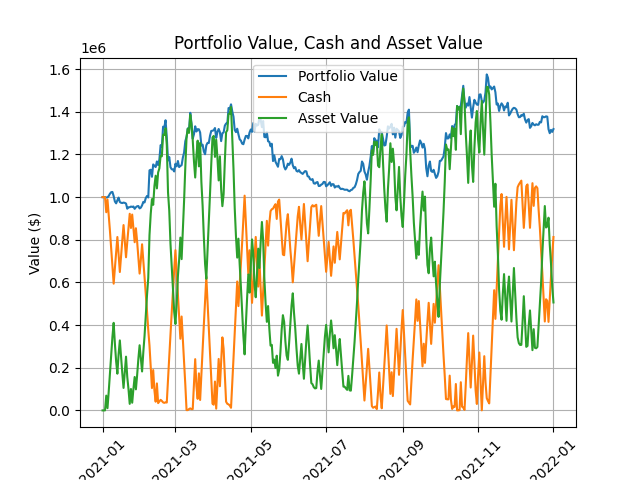 Portfolio Value, Cash and Asset Value
1e6
Portfolio Value
Cash
Asset Value
1.6
1.4
1.2
1.0
0.8
0.6
0.4
0.2
0.0
Value ($)
2021-01
2021-03
2021-05
2021-07
2021-09
2021-11
2022-01